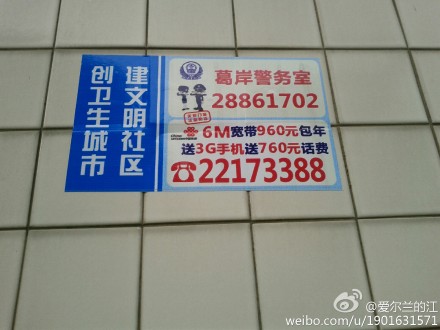 创卫生城市
建文明社区
葛岸警务室
28861702
6M宽带960元包年
送3G手机送760元话费
22173388
@爱尔兰的江
weibo.com/u/1901631571